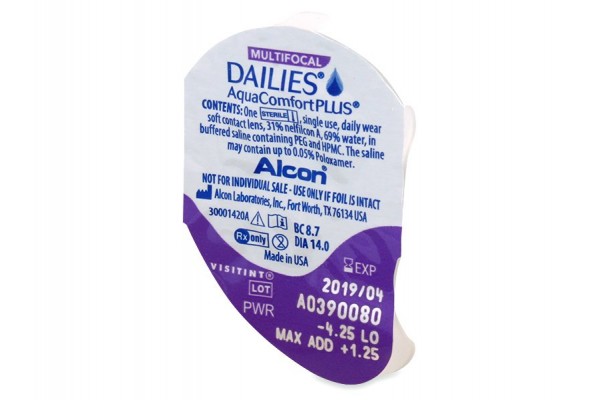 MULTIFOCAL
DAILIES®
AquaComfortPLUS®
CONTENTS: One STERILE, single use, daily wear
soft contact lens, 31% nelfilcon A, 69% water, in
buffered saline containing PEG and HPMC. The saline
may contain up to 0.05% Poloxamer.
Alcon®
NOT FOR INDIVIDUAL SALE - USE ONLY IF FOIL IS INTACT
Alcon Laboratories, Inc., Fort Worth, TX 76134 USA
30001420A
BC 8.7
Rx only
DIA 14.0
Made in USA
VISITINT®
EXP
2019/04
LOT
A0390080
PWR
-4.25 LO
MAX ADD +1.25